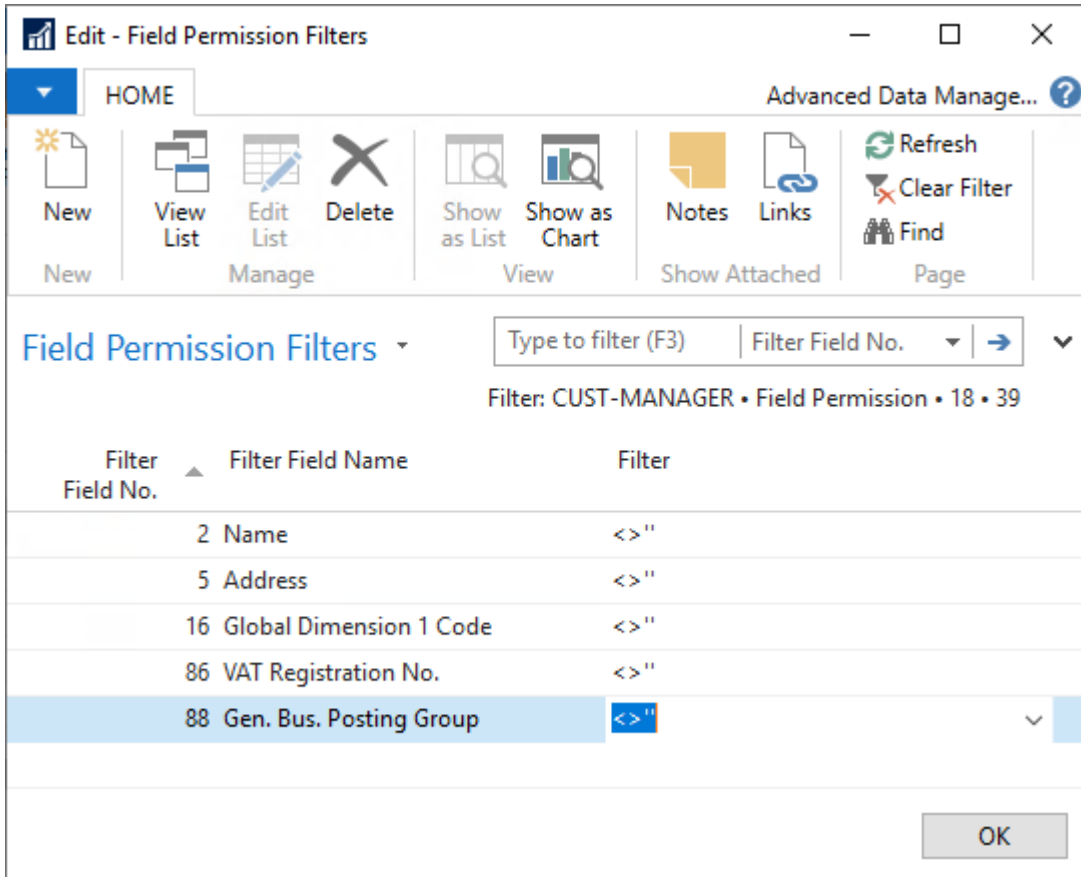 Edit - Field Permission Filters
HOME
Advanced Data Manage... ?
New
View List
Edit List
Delete
Show as List
Show as Chart
Notes
Links
Refresh
Clear Filter
Find
New
Manage
View
Show Attached
Page
Field Permission Filters
Type to filter (F3)
Filter Field No.
Filter: CUST-MANAGER • Field Permission • 18 • 39
Filter Field No.
Filter Field Name
Filter
2 Name <>''
5 Address <>''
16 Global Dimension 1 Code <>''
86 VAT Registration No. <>''
88 Gen. Bus. Posting Group <>''
OK